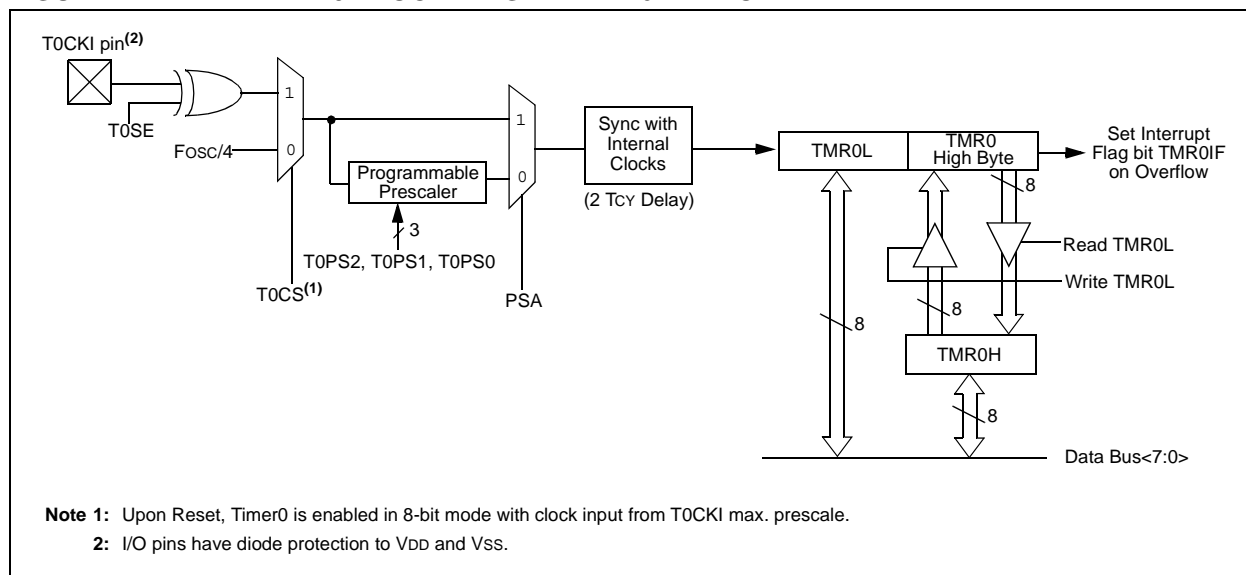 T0CKI pin(2)
T0SE
FOSC/4
1
0
T0CS(1)
Programmable
Prescaler
3
T0PS2, T0PS1, T0PS0
1
0
PSA
Sync with
Internal
Clocks
(2 TCY Delay)
TMR0L
TMR0
High Byte
Set Interrupt
Flag bit TMR0IF
on Overflow
8
Read TMR0L
Write TMR0L
8
8
TMR0H
8
Data Bus<7:0>
Note 1: Upon Reset, Timer0 is enabled in 8-bit mode with clock input from T0CKI max. prescale.
2: I/O pins have diode protection to VDD and VSS.